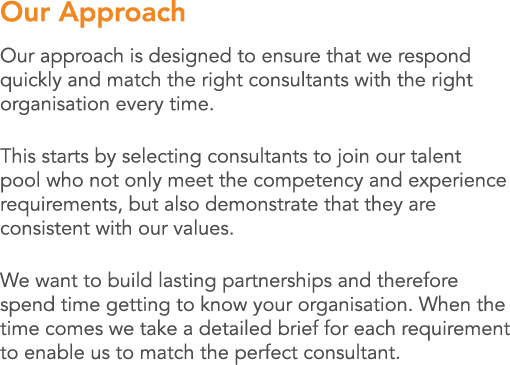 Our Approach
Our approach is designed to ensure that we respond
quickly and match the right consultants with the right
organisation every time.
This starts by selecting consultants to join our talent
pool who not only meet the competency and experience
requirements, but also demonstrate that they are
consistent with our values.
We want to build lasting partnerships and therefore
spend time getting to know your organisation. When the
time comes we take a detailed brief for each requirement
to enable us to match the perfect consultant.